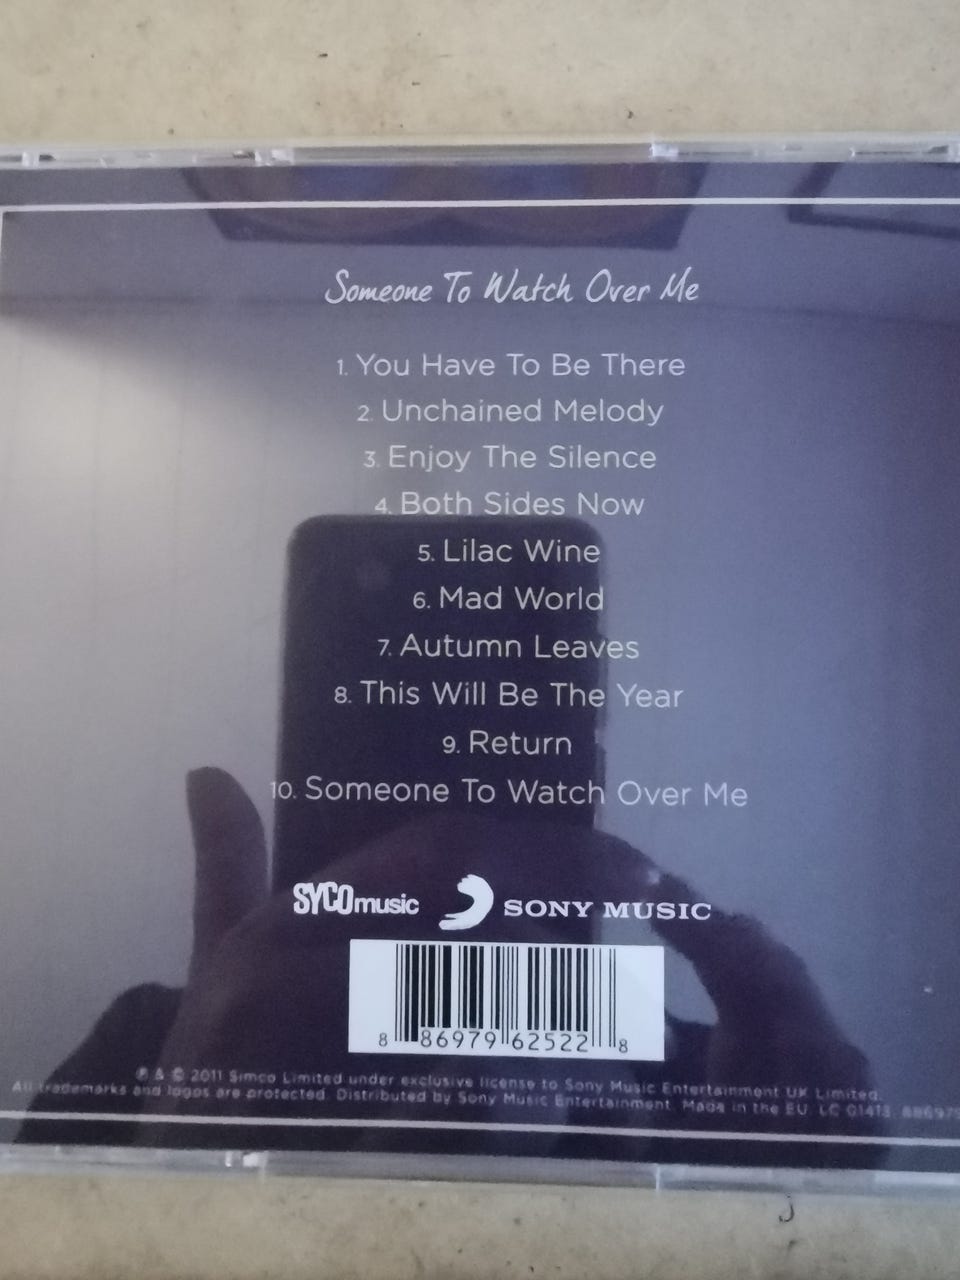 Someone To Watch Over Me
1. You Have To Be There
2. Unchained Melody
3. Enjoy The Silence
4. Both Sides Now
5. Lilac Wine
6. Mad World
7. Autumn Leaves
8. This Will Be The Year
9. Return
10. Someone To Watch Over Me
SYCOmusic SONY MUSIC
8 86979 62522 8
℗ & © 2011 Simco Limited under exclusive license to Sony Music Entertainment UK Limited.
All trademarks and logos are protected. Distributed by Sony Music Entertainment. Made in the EU. LC 01413.